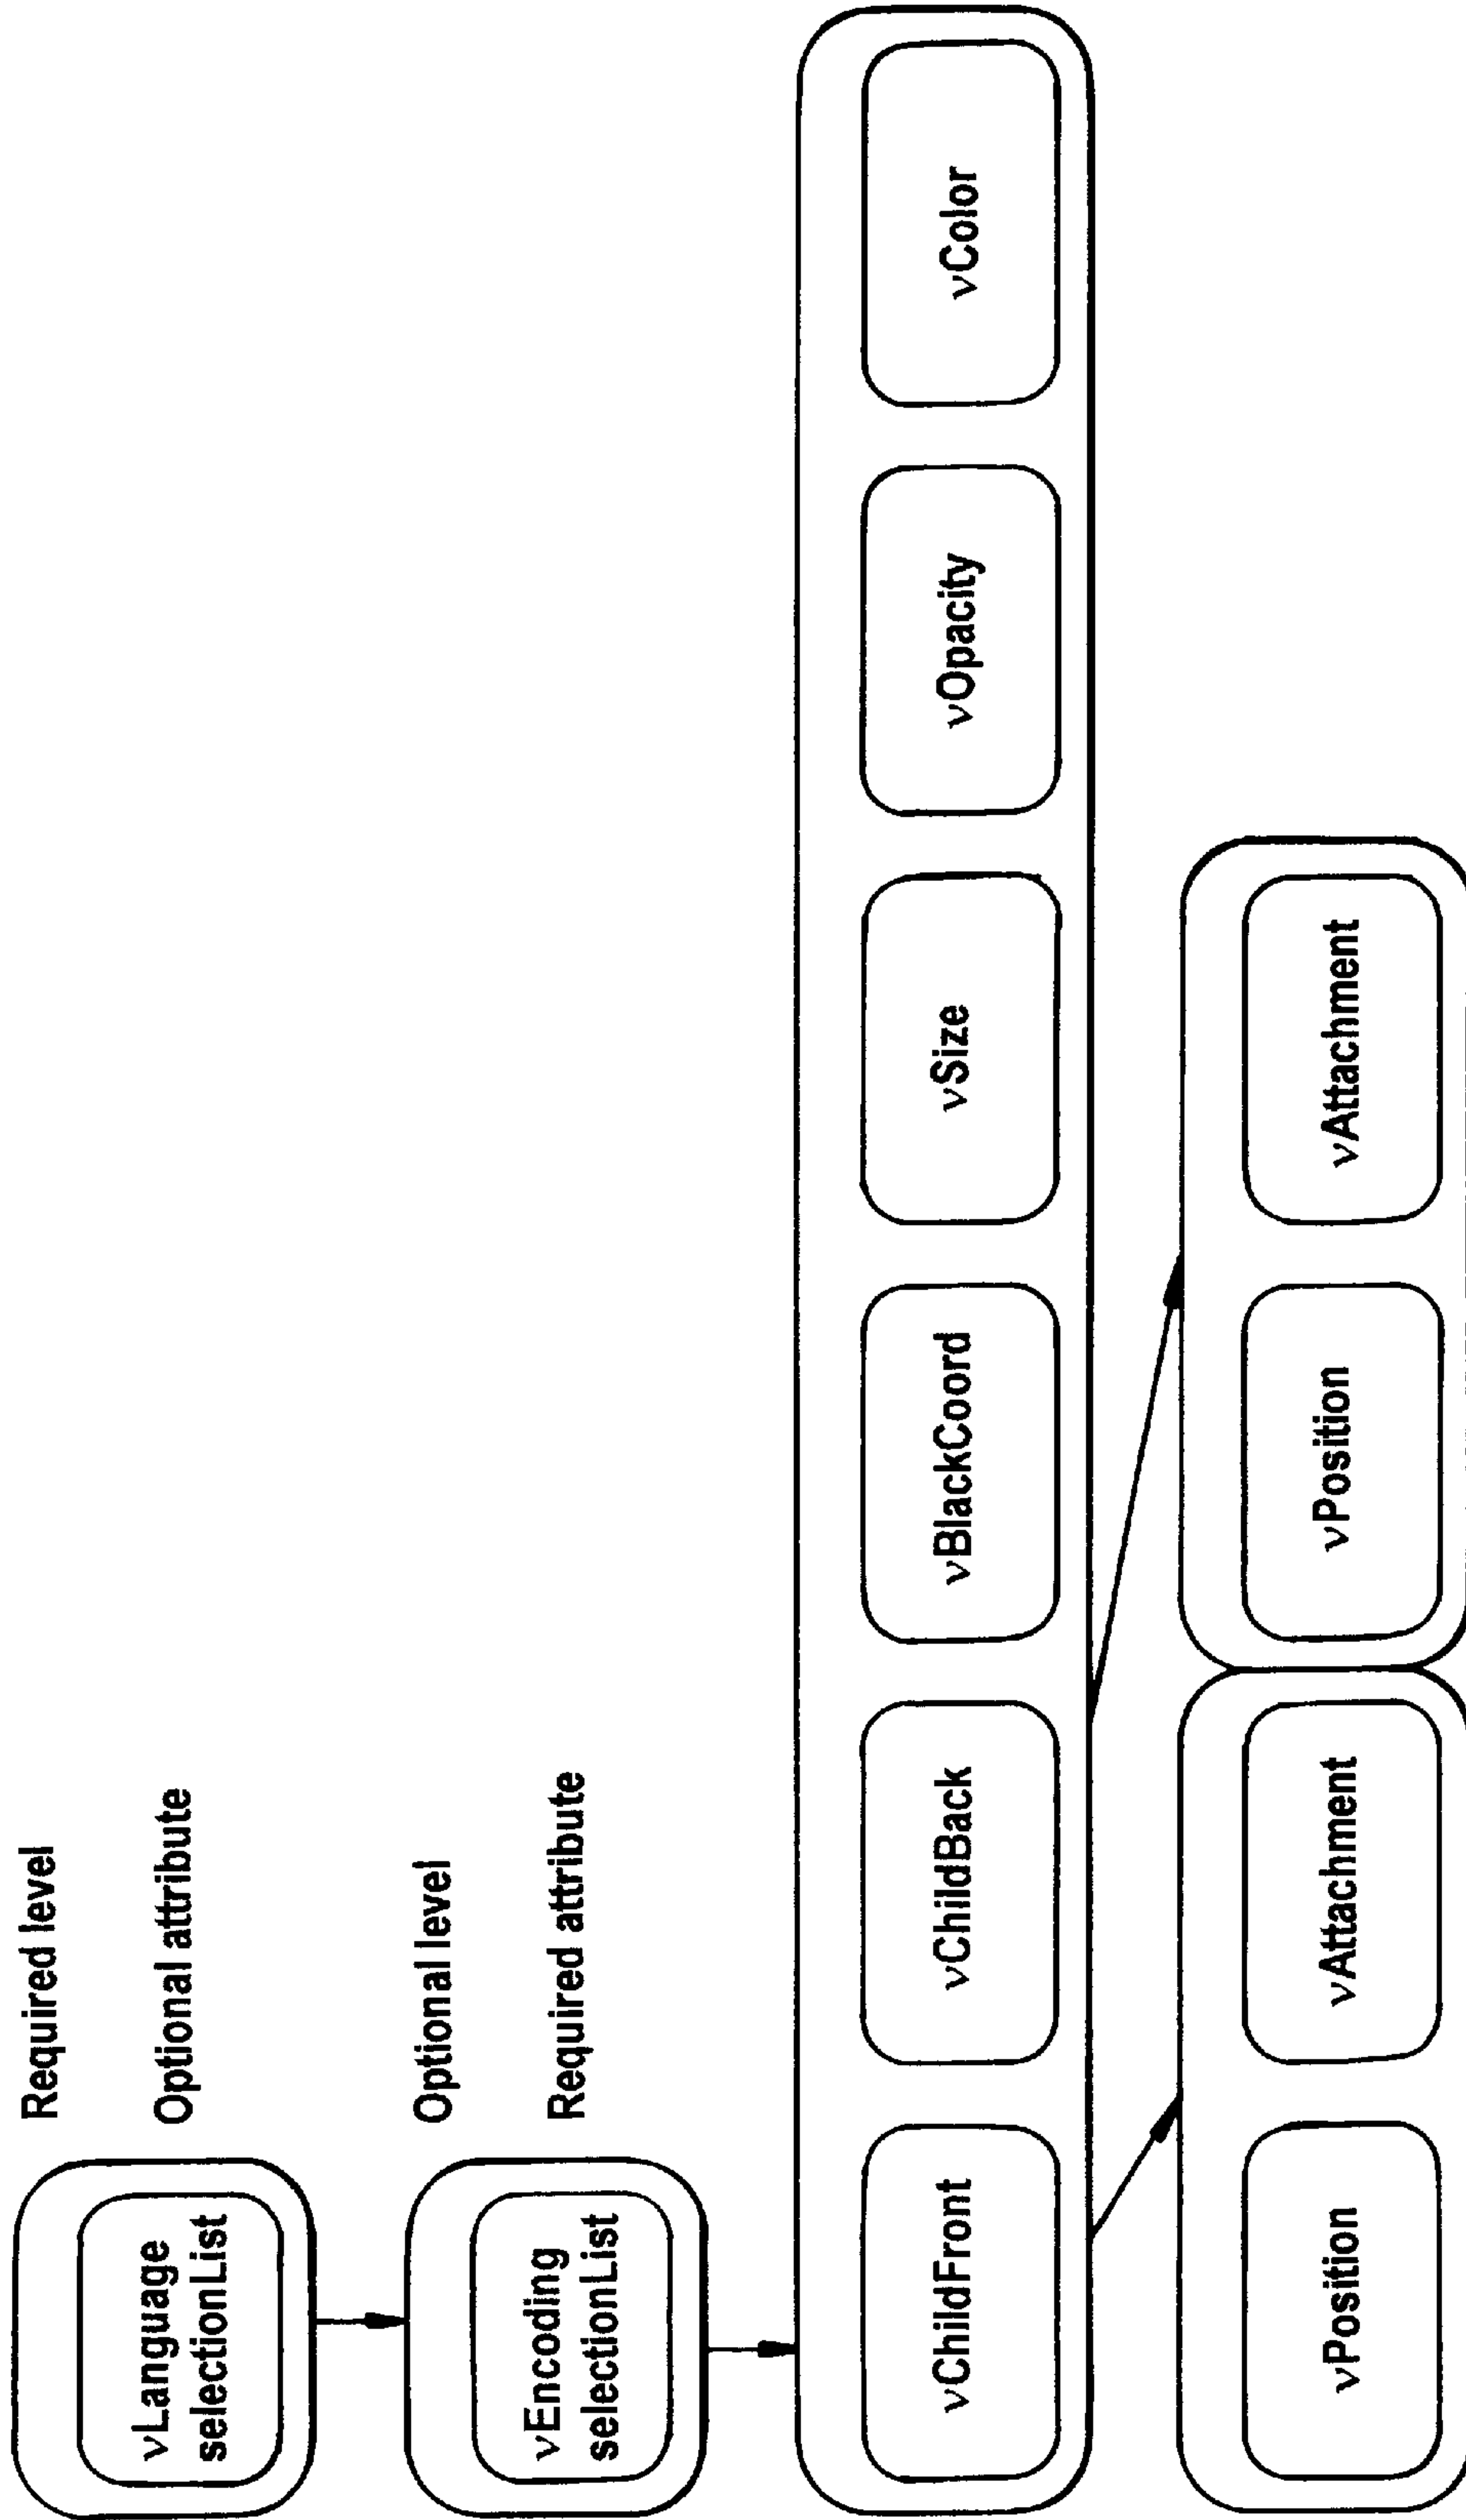 Required level
Optional attribute
νLanguage
selectionList
Optional level
Required attribute
νEncoding
selectionList
νChildFront
νChildBack
νBlackCoord
νSize
νOpacity
νColor
νPosition
νAttachment
νPosition
νAttachment